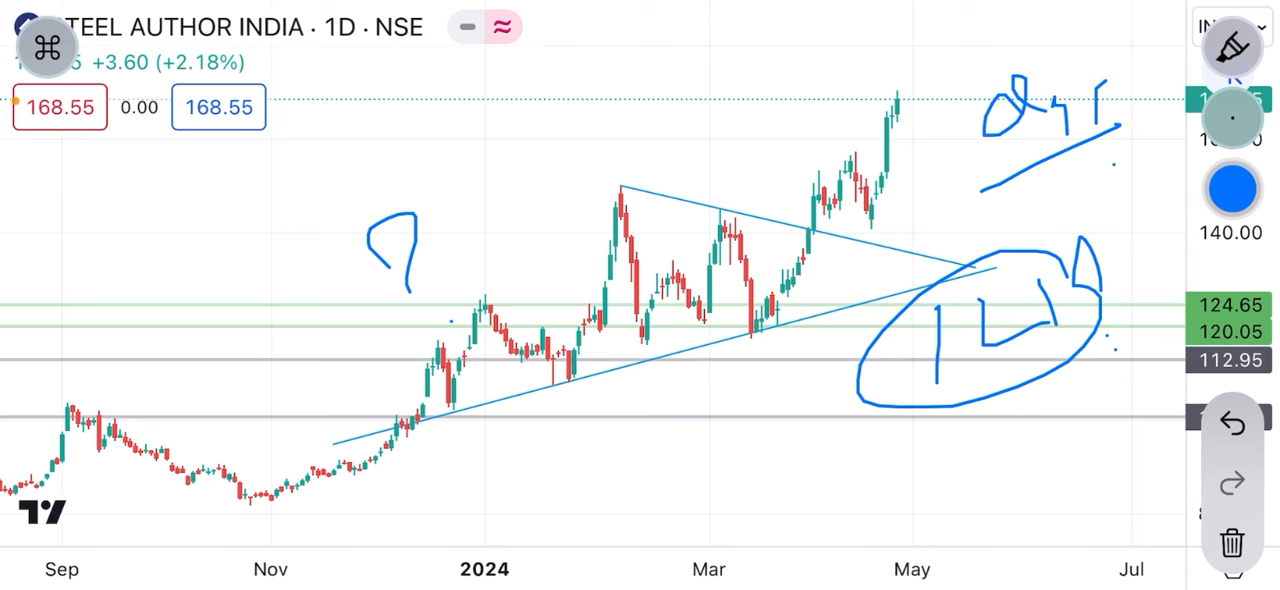 TEEL AUTHOR INDIA · 1D · NSE
+3.60 (+2.18%)
168.55 0.00 168.55
140.00
124.65
120.05
112.95
Sep Nov 2024 Mar May Jul